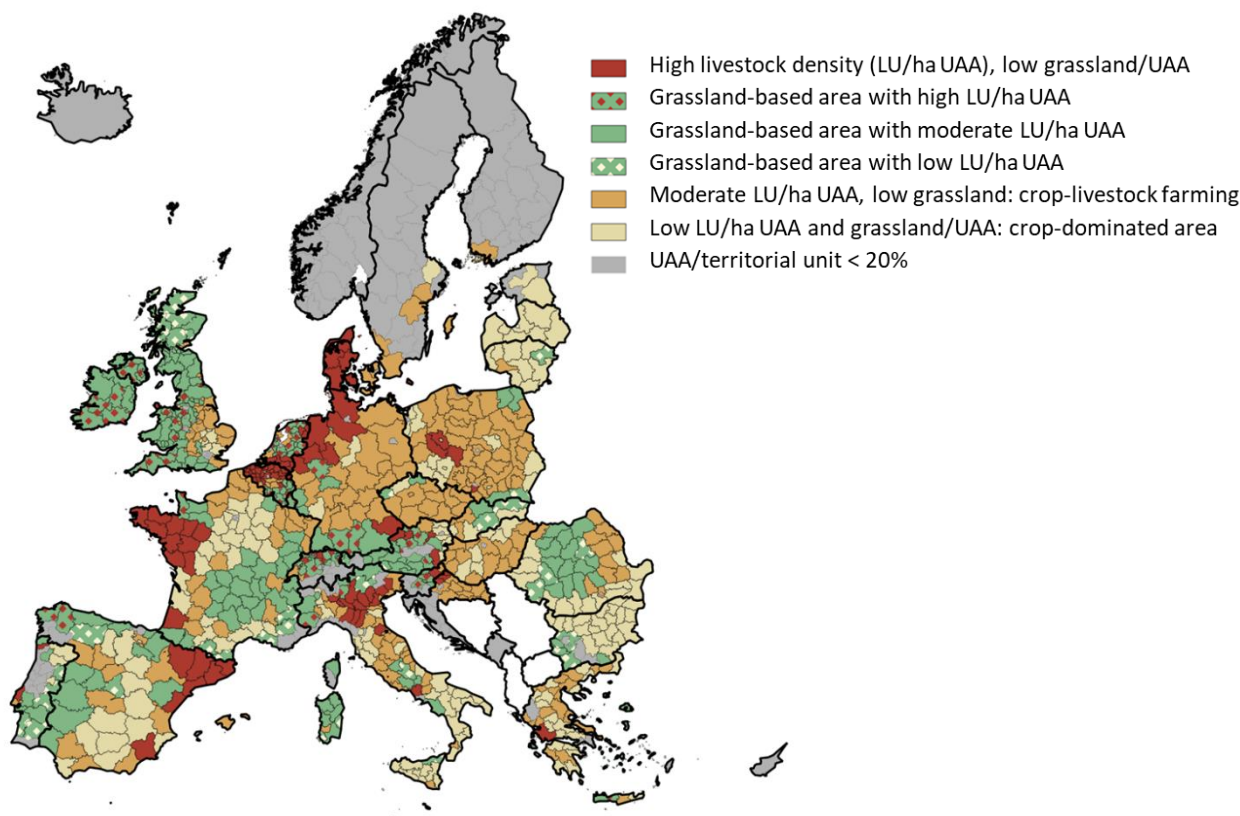 High livestock density (LU/ha UAA), low grassland/UAA
Grassland-based area with high LU/ha UAA
Grassland-based area with moderate LU/ha UAA
Grassland-based area with low LU/ha UAA
Moderate LU/ha UAA, low grassland: crop-livestock farming
Low LU/ha UAA and grassland/UAA: crop-dominated area
UAA/territorial unit < 20%